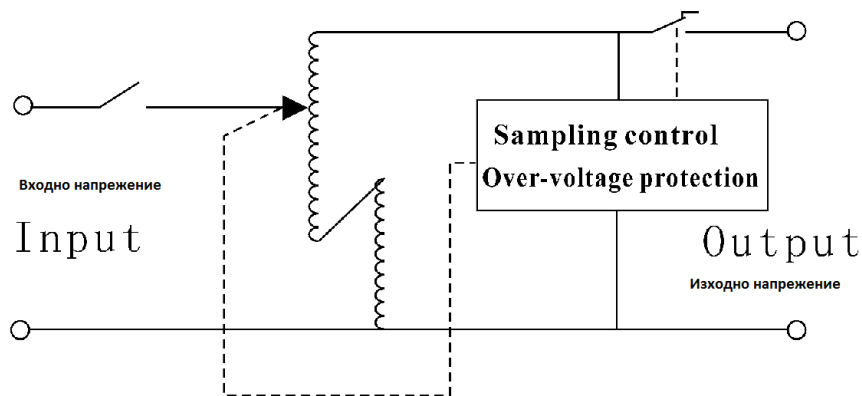 Sampling control
Over-voltage protection
Входно напрежение
Input
Output
Изходно напрежение